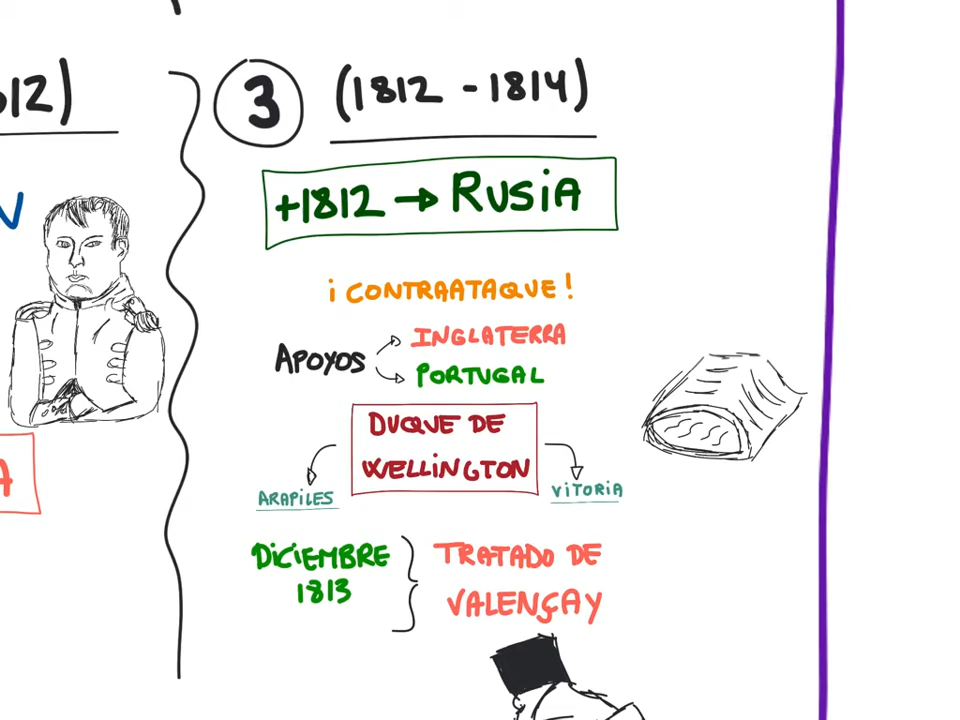 12)
3 (1812 - 1814)
+1812 → RUSIA
¡CONTRAATAQUE!
APOYOS
INGLATERRA
PORTUGAL
DUQUE DE
WELLINGTON
ARAPILES
VITORIA
DICIEMBRE
1813
TRATADO DE
VALENÇAY